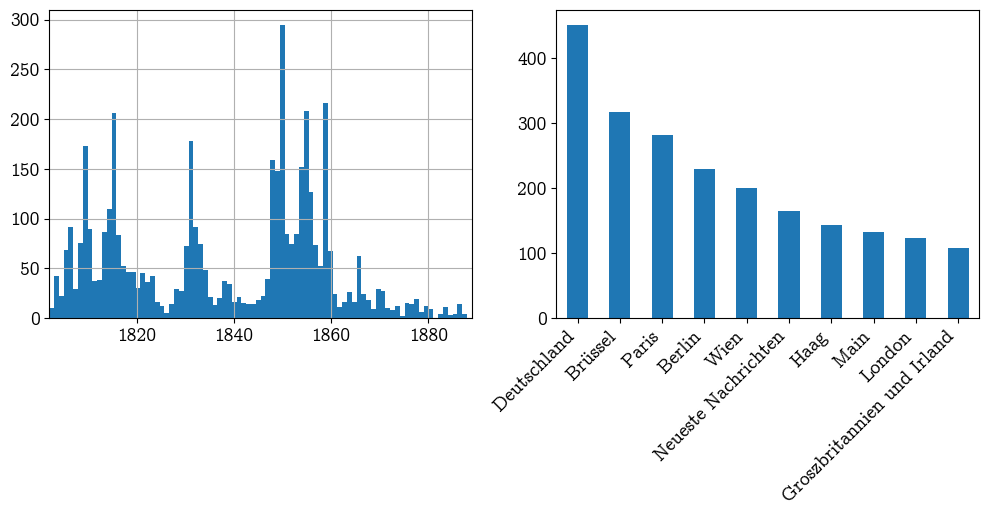 300
250
200
150
100
50
0
1820
1840
1860
1880
400
300
200
100
0
Deutschland
Brüssel
Paris
Berlin
Wien
Neueste Nachrichten
Haag
Main
London
Groszbritannien und Irland